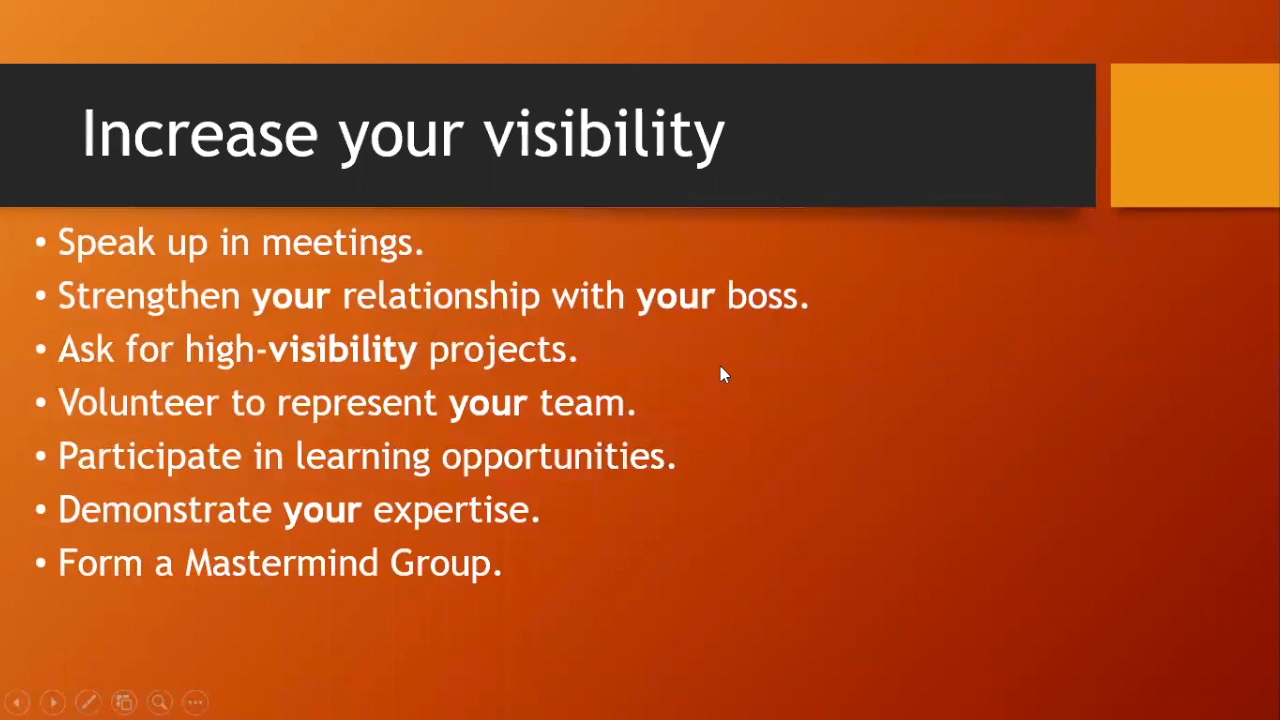 Increase your visibility
• Speak up in meetings.
• Strengthen your relationship with your boss.
• Ask for high-visibility projects.
• Volunteer to represent your team.
• Participate in learning opportunities.
• Demonstrate your expertise.
• Form a Mastermind Group.